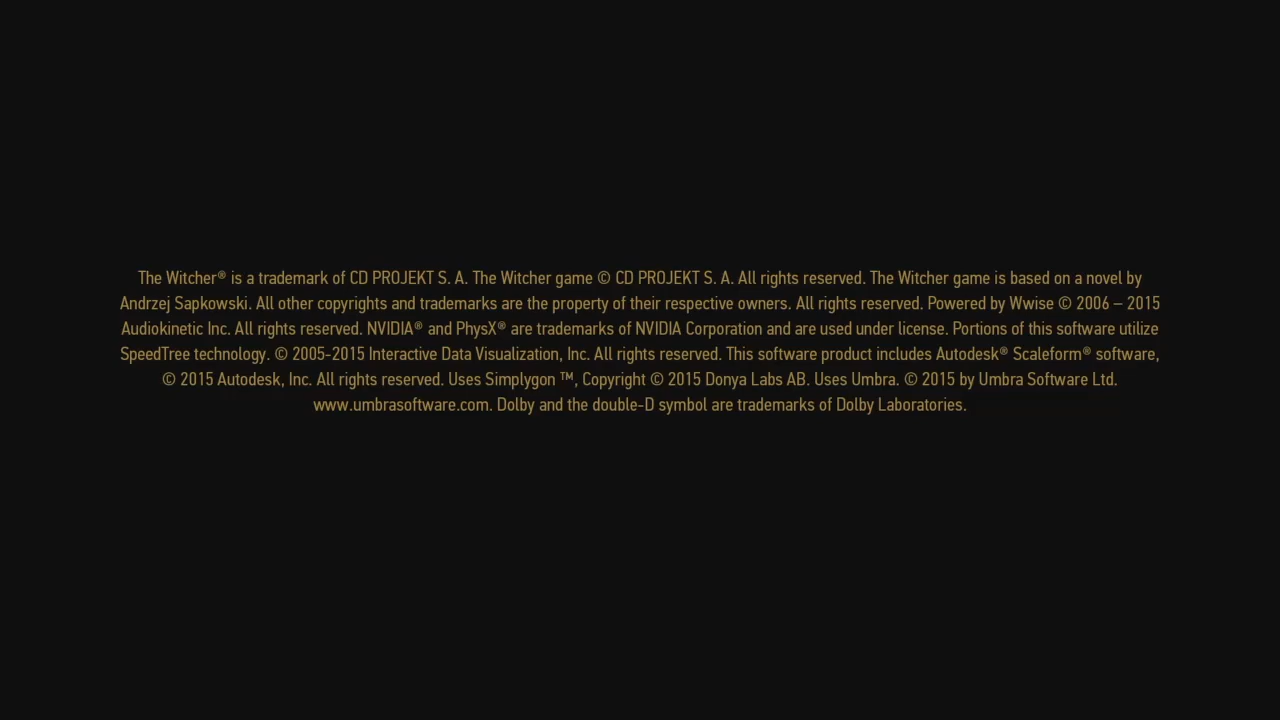 The Witcher® is a trademark of CD PROJEKT S. A. The Witcher game © CD PROJEKT S. A. All rights reserved. The Witcher game is based on a novel by
Andrzej Sapkowski. All other copyrights and trademarks are the property of their respective owners. All rights reserved. Powered by Wwise © 2006 – 2015
Audiokinetic Inc. All rights reserved. NVIDIA® and PhysX® are trademarks of NVIDIA Corporation and are used under license. Portions of this software utilize
SpeedTree technology. © 2005-2015 Interactive Data Visualization, Inc. All rights reserved. This software product includes Autodesk® Scaleform® software,
© 2015 Autodesk, Inc. All rights reserved. Uses Simplygon ™, Copyright © 2015 Donya Labs AB. Uses Umbra. © 2015 by Umbra Software Ltd.
www.umbrasoftware.com. Dolby and the double-D symbol are trademarks of Dolby Laboratories.